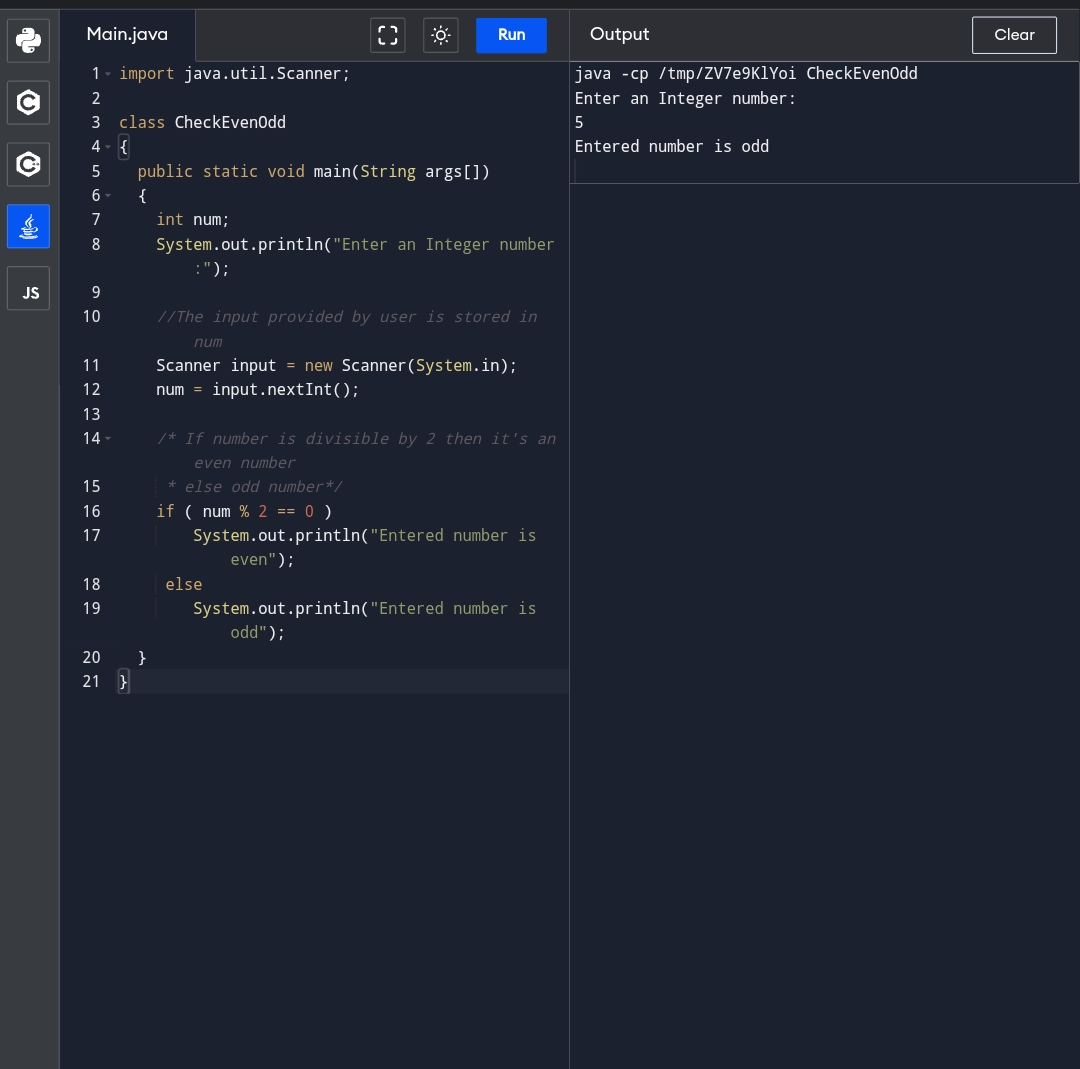 Main.java
Run
Output
Clear
JS
1 import java.util.Scanner;
2
3 class CheckEvenOdd
4 {
5 public static void main(String args[])
6 {
7 int num;
8 System.out.println("Enter an Integer number
:");
9
10 //The input provided by user is stored in
num
11 Scanner input = new Scanner(System.in);
12 num = input.nextInt();
13
14 /* If number is divisible by 2 then it's an
even number
15 * else odd number*/
16 if ( num % 2 == 0 )
17 System.out.println("Entered number is
even");
18 else
19 System.out.println("Entered number is
odd");
20 }
21 }
java -cp /tmp/ZV7e9KlYoi CheckEvenOdd
Enter an Integer number:
5
Entered number is odd